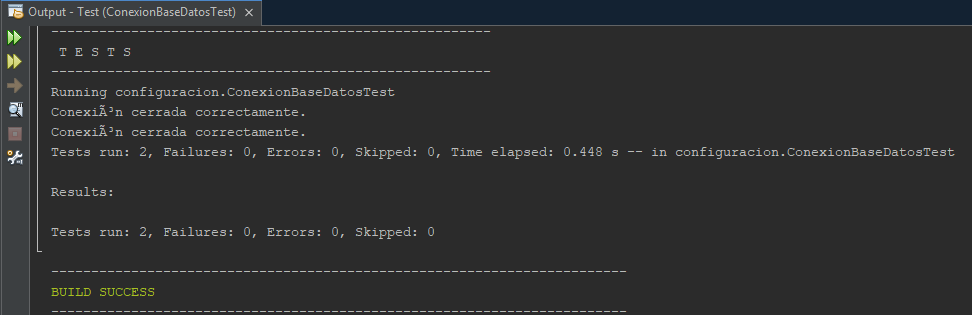 Output - Test (ConexionBaseDatosTest) ×
-------------------------------------------------------
T E S T S
-------------------------------------------------------
Running configuracion.ConexionBaseDatosTest
ConexiÃ³n cerrada correctamente.
ConexiÃ³n cerrada correctamente.
Tests run: 2, Failures: 0, Errors: 0, Skipped: 0, Time elapsed: 0.448 s -- in configuracion.ConexionBaseDatosTest
Results:
Tests run: 2, Failures: 0, Errors: 0, Skipped: 0
------------------------------------------------------------------------
BUILD SUCCESS
------------------------------------------------------------------------